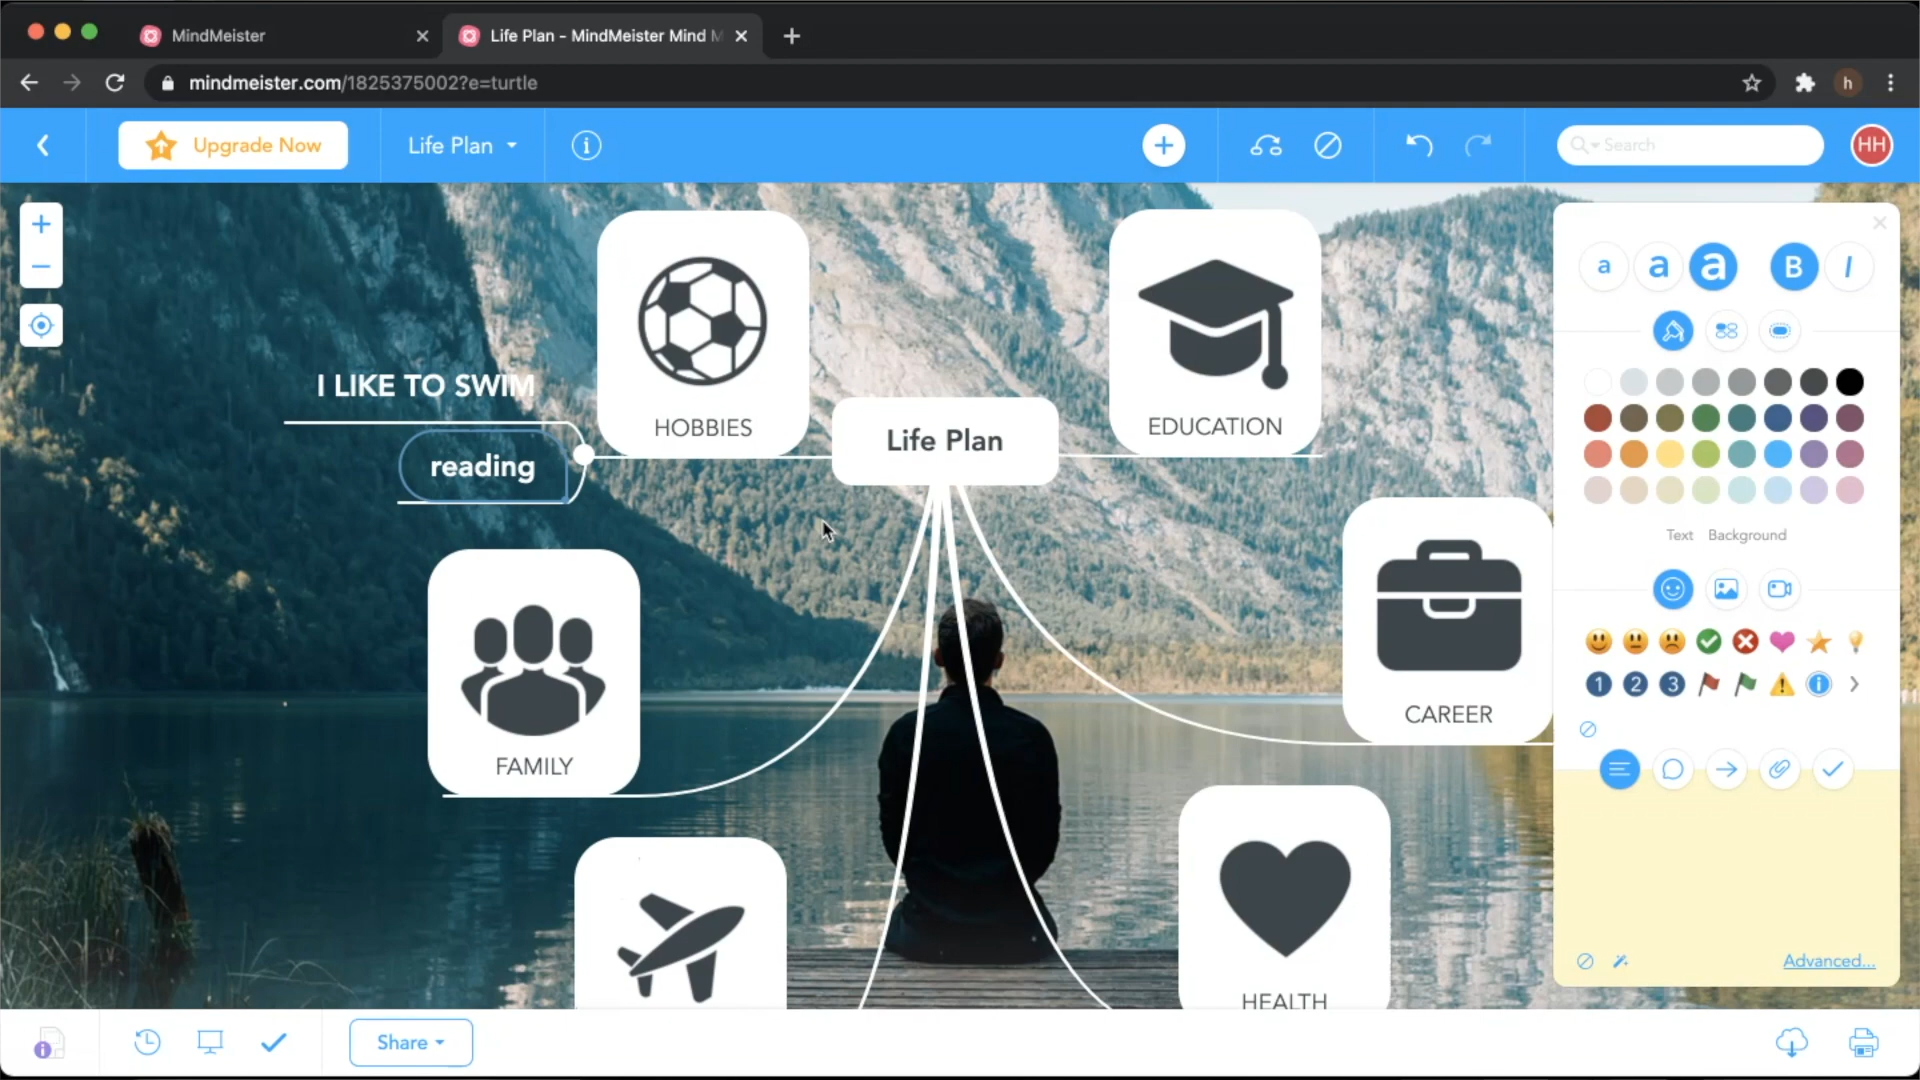 MindMeister
Life Plan - MindMeister Mind M
mindmeister.com/1825375002?e=turtle
h
Upgrade Now
Life Plan
Search
HH
a a a B I
I LIKE TO SWIM
reading
HOBBIES
Life Plan
EDUCATION
FAMILY
CAREER
HEALTH
Text Background
1 2 3
Advanced...
Share